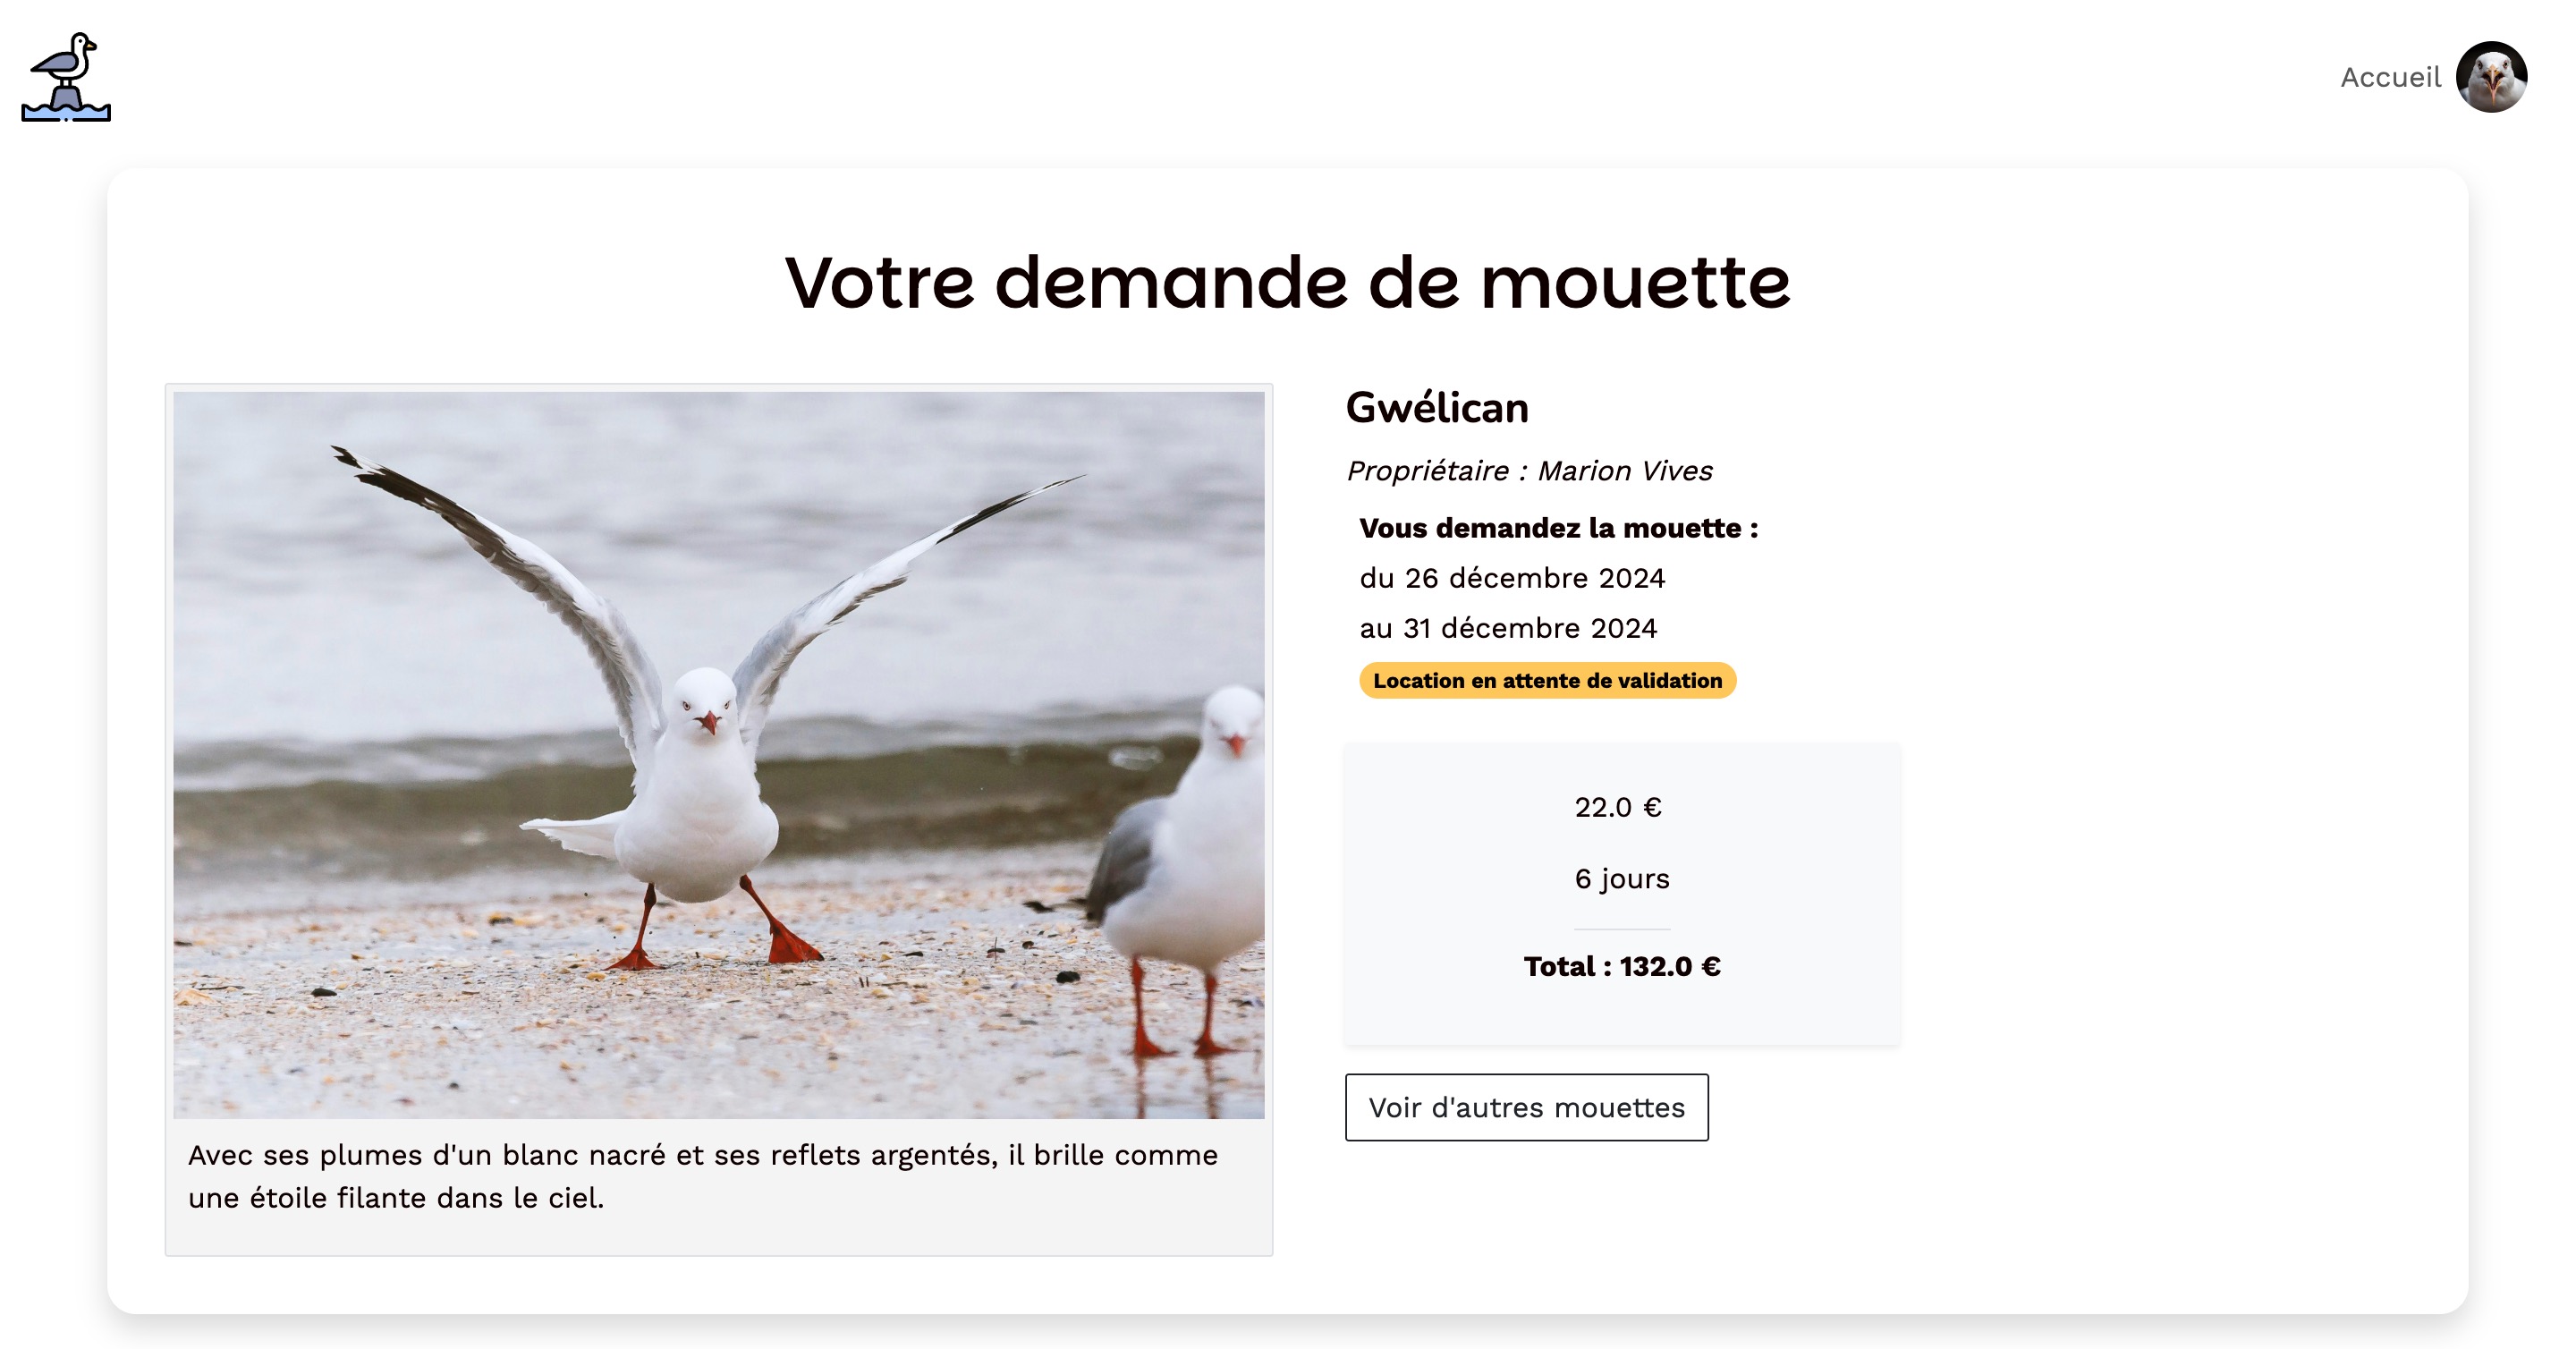 Accueil
Votre demande de mouette
Gwélican
Propriétaire : Marion Vives
Vous demandez la mouette :
du 26 décembre 2024
au 31 décembre 2024
Location en attente de validation
22.0 €
6 jours
Total : 132.0 €
Voir d'autres mouettes
Avec ses plumes d'un blanc nacré et ses reflets argentés, il brille comme
une étoile filante dans le ciel.